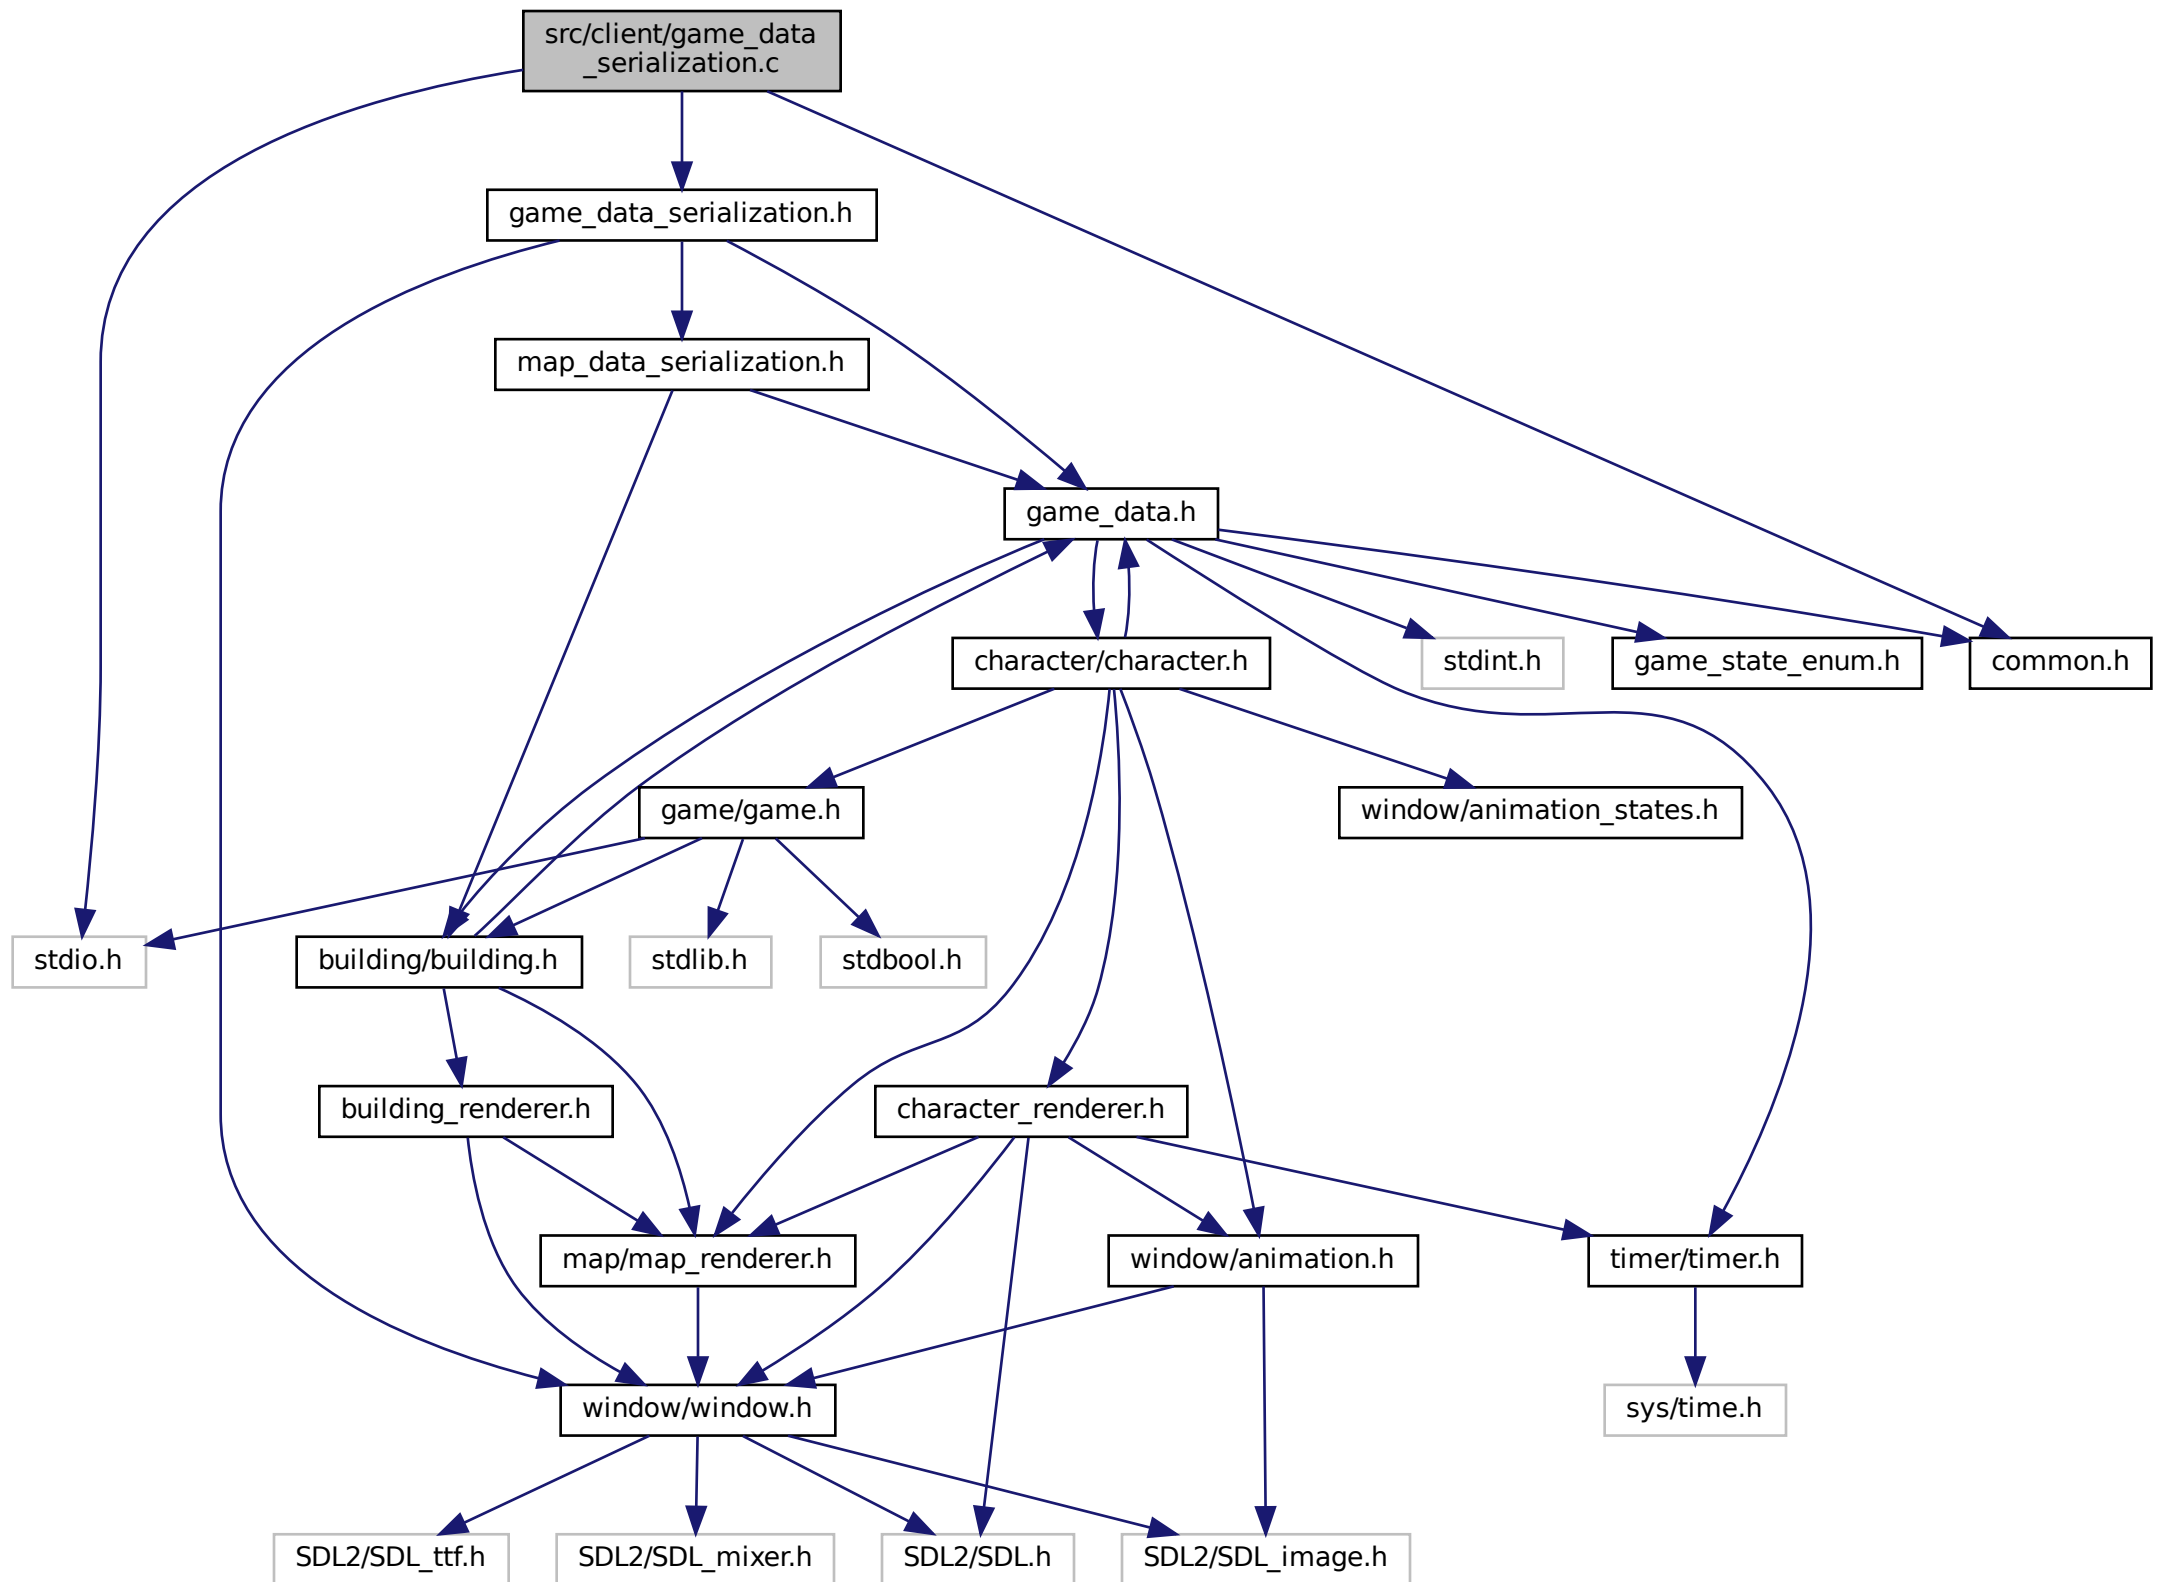 src/client/game_data
_serialization.c
game_data_serialization.h
map_data_serialization.h
game_data.h
character/character.h
stdint.h
game_state_enum.h
common.h
game/game.h
window/animation_states.h
stdio.h
building/building.h
stdlib.h
stdbool.h
building_renderer.h
character_renderer.h
map/map_renderer.h
window/animation.h
timer/timer.h
window/window.h
sys/time.h
SDL2/SDL_ttf.h
SDL2/SDL_mixer.h
SDL2/SDL.h
SDL2/SDL_image.h